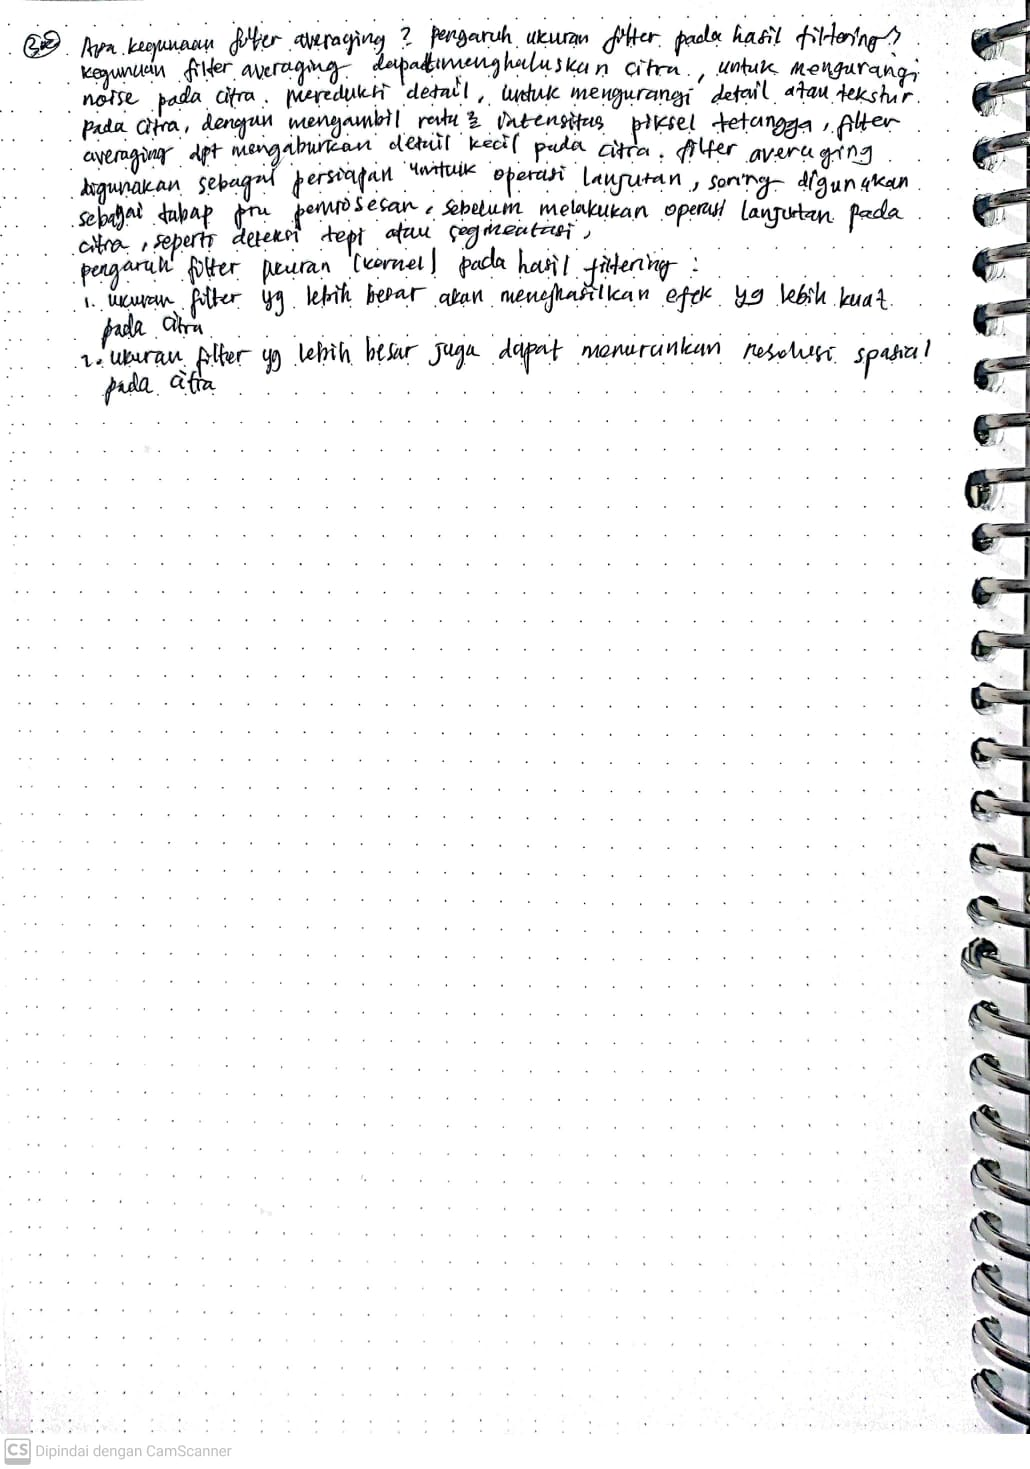 Apa kegunaan filter averaging ? Pengaruh ukuran filter pada hasil filtering?
kegunaan filter averaging dapat menghaluskan citra, untuk mengurangi
noise pada citra. Mereduksi detail, untuk mengurangi detail atau tekstur
pada citra, dengan mengambil rata2 intensitas piksel tetangga, filter
averaging dpt mengaburkan detail kecil pada citra. filter averaging
digunakan sebagai persiapan untuk operasi lanjutan, sering digunakan
sebagai tahap pra pemrosesan, sebelum melakukan operasi lanjutan pada
citra, seperti deteksi tepi atau segmentasi,
pengaruh filter ukuran (kernel) pada hasil filtering :
1. ukuran filter yg lebih besar akan menghasilkan efek yg lebih kuat
pada citra
2. ukuran filter yg lebih besar juga dapat menurunkan resolusi spasial
pada citra
CS Dipindai dengan CamScanner